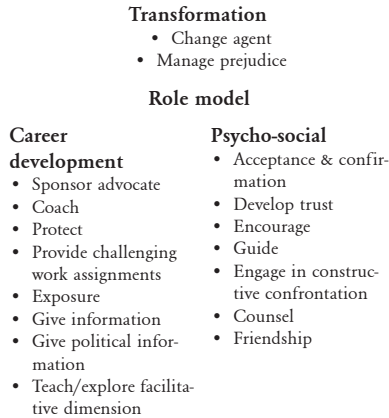 Transformation
• Change agent
• Manage prejudice
Role model
Career
development
• Sponsor advocate
• Coach
• Protect
• Provide challenging
work assignments
• Exposure
• Give information
• Give political infor-
mation
• Teach/explore facilita-
tive dimension
Psycho-social
• Acceptance & confir-
mation
• Develop trust
• Encourage
• Guide
• Engage in construc-
tive confrontation
• Counsel
• Friendship